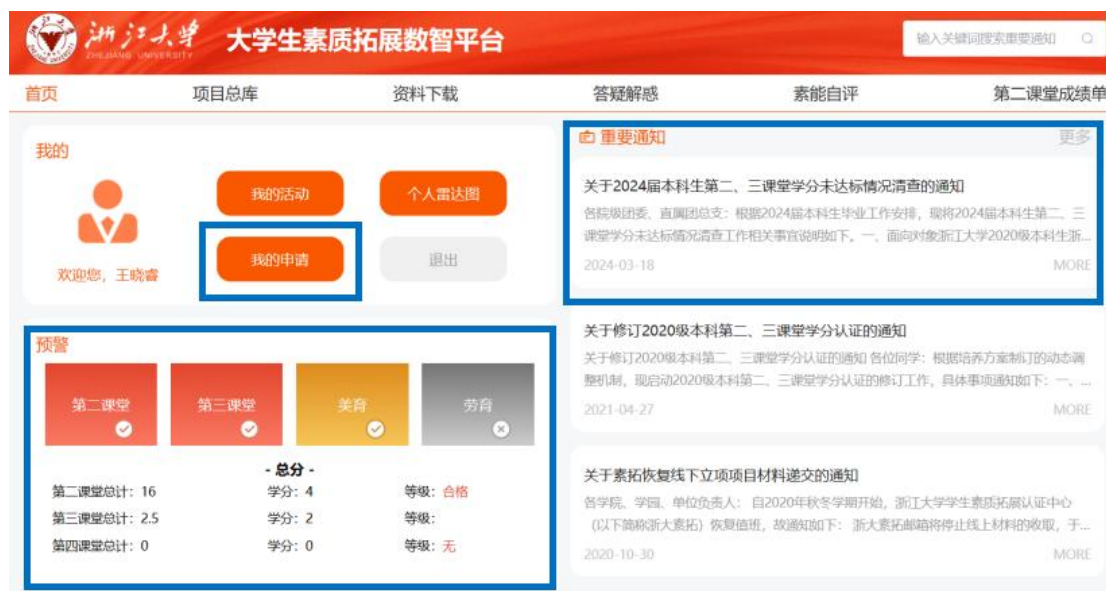 浙江大学
ZHEJIANG UNIVERSITY
大学生素质拓展数智平台
输入关键词搜索重要通知
首页 项目总库 资料下载 答疑解惑 素能自评 第二课堂成绩单
我的
我的活动 个人雷达图
我的申请 退出
欢迎您，王晓睿
预警
第二课堂 第三课堂 美育 劳育
- 总分 -
第二课堂总计：16 学分：4 等级：合格
第三课堂总计：2.5 学分：2 等级：
第四课堂总计：0 学分：0 等级：无
重要通知 更多
关于2024届本科生第二、三课堂学分未达标情况清查的通知
各院级团委、直属团总支：根据2024届本科生毕业工作安排，现将2024届本科生第二、三
课堂学分未达标情况清查工作相关事宜说明如下。一、面向对象浙江大学2020级本科生浙...
2024-03-18 MORE
关于修订2020级本科第二、三课堂学分认证的通知
关于修订2020级本科第二、三课堂学分认证的通知 各位同学：根据培养方案制订的动态调
整机制，现启动2020级本科第二、三课堂学分认证的修订工作，具体事项通知如下：一、...
2021-04-27 MORE
关于素拓恢复线下立项项目材料递交的通知
各学院、学园、单位负责人： 自2020年秋冬学期开始，浙江大学学生素质拓展认证中心
（以下简称浙大素拓）恢复值班，故通知如下： 浙大素拓邮箱将停止线上材料的收取，于...
2020-10-30 MORE